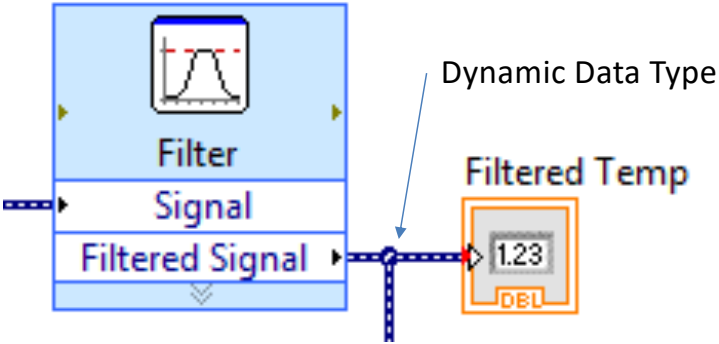 Dynamic Data Type
Filter
Filtered Temp
Signal
Filtered Signal
1.23
DBL